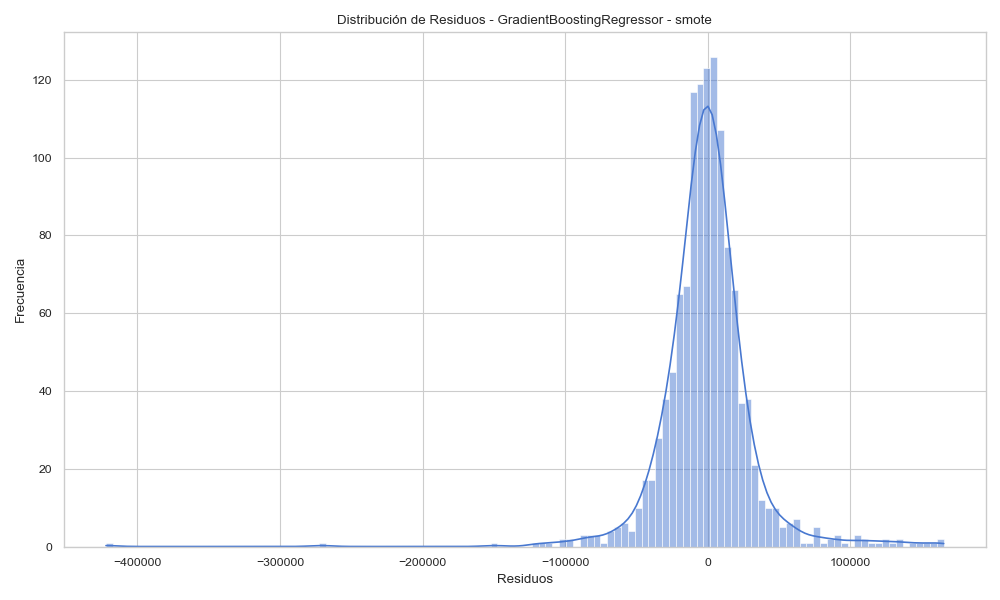 Distribución de Residuos - GradientBoostingRegressor - smote
Frecuencia
120
100
80
60
40
20
0
−400000 −300000 −200000 −100000 0 100000
Residuos